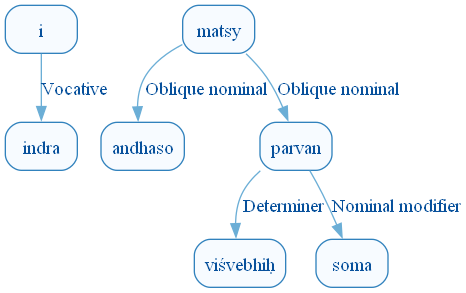 i matsy
Vocative Oblique nominal Oblique nominal
indra andhaso parvan
Determiner Nominal modifier
viśvebhiḥ soma